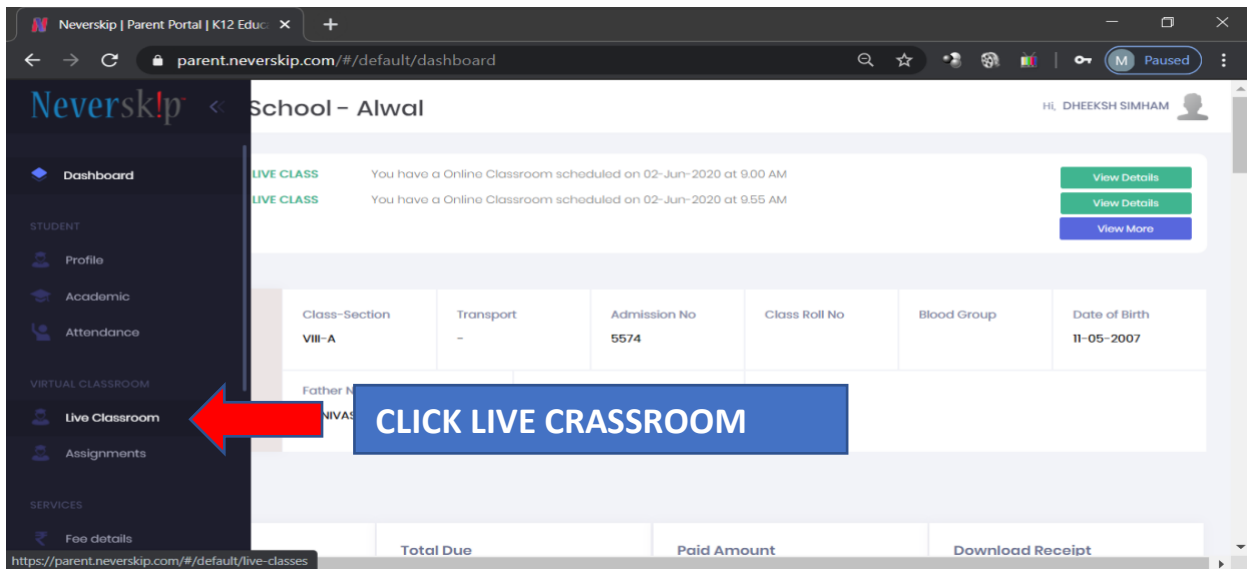 Neverskip | Parent Portal | K12 Educ
parent.neverskip.com/#/default/dashboard
M Paused
Neversk!p « School - Alwal
Hi, DHEEKSH SIMHAM
Dashboard
STUDENT
Profile
Academic
Attendance
VIRTUAL CLASSROOM
Live Classroom
Assignments
SERVICES
₹ Fee details
LIVE CLASS You have a Online Classroom scheduled on 02-Jun-2020 at 9.00 AM View Details
LIVE CLASS You have a Online Classroom scheduled on 02-Jun-2020 at 9.55 AM View Details
View More
Class-Section Transport Admission No Class Roll No Blood Group Date of Birth
VIII-A - 5574 11-05-2007
Father N
NIVAS
CLICK LIVE CRASSROOM
Total Due Paid Amount Download Receipt
https://parent.neverskip.com/#/default/live-classes